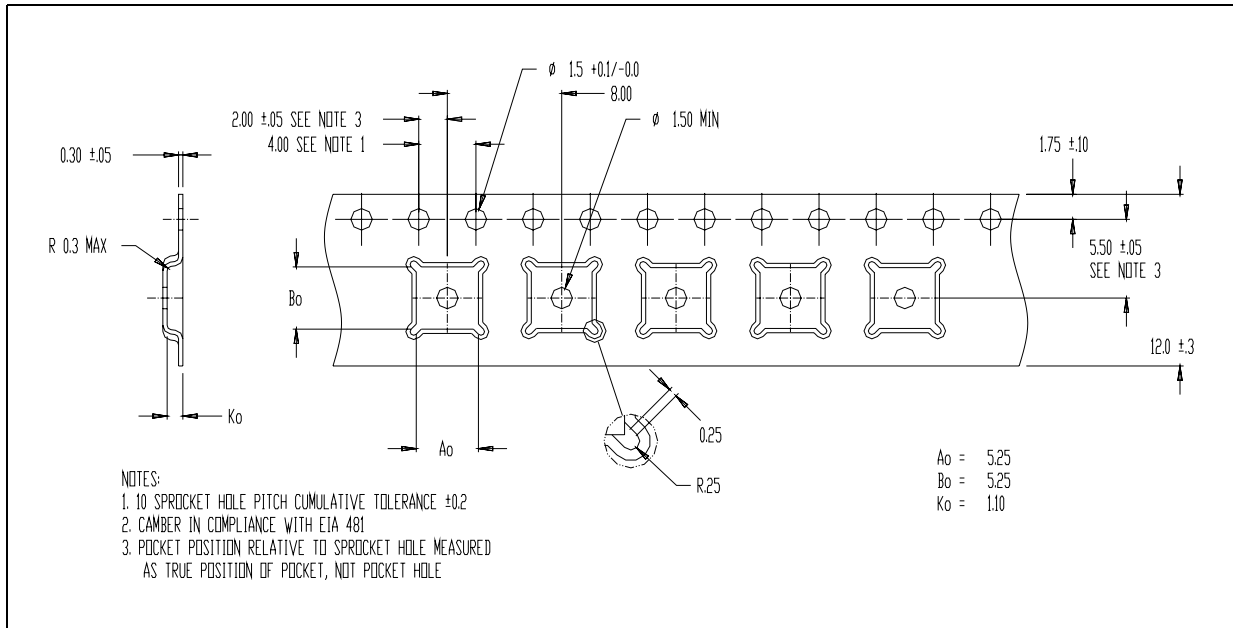 ø 1.5 +0.1/-0.0
8.00
2.00 ±.05 SEE NOTE 3
ø 1.50 MIN
4.00 SEE NOTE 1
1.75 ±.10
0.30 ±.05
R 0.3 MAX
5.50 ±.05
SEE NOTE 3
Bo
12.0 ±.3
Ko
0.25
Ao
R.25
Ao = 5.25
Bo = 5.25
Ko = 1.10
NOTES:
1. 10 SPROCKET HOLE PITCH CUMULATIVE TOLERANCE ±0.2
2. CAMBER IN COMPLIANCE WITH EIA 481
3. POCKET POSITION RELATIVE TO SPROCKET HOLE MEASURED
AS TRUE POSITION OF POCKET, NOT POCKET HOLE